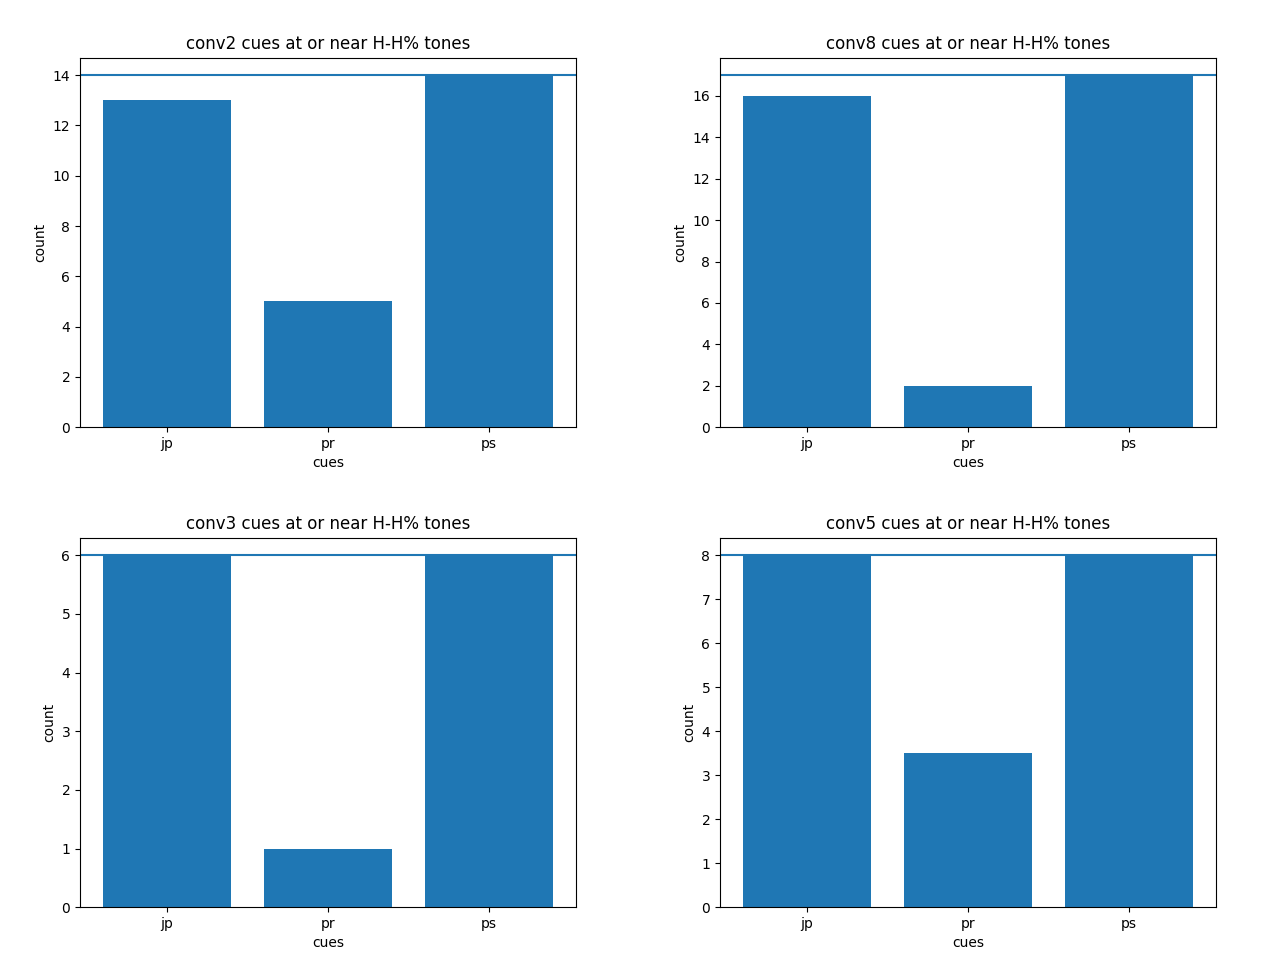 conv2 cues at or near H-H% tones
14
12
10
8
6
4
2
0
count
jp pr ps
cues
conv8 cues at or near H-H% tones
16
14
12
10
8
6
4
2
0
count
jp pr ps
cues
conv3 cues at or near H-H% tones
6
5
4
3
2
1
0
count
jp pr ps
cues
conv5 cues at or near H-H% tones
8
7
6
5
4
3
2
1
0
count
jp pr ps
cues